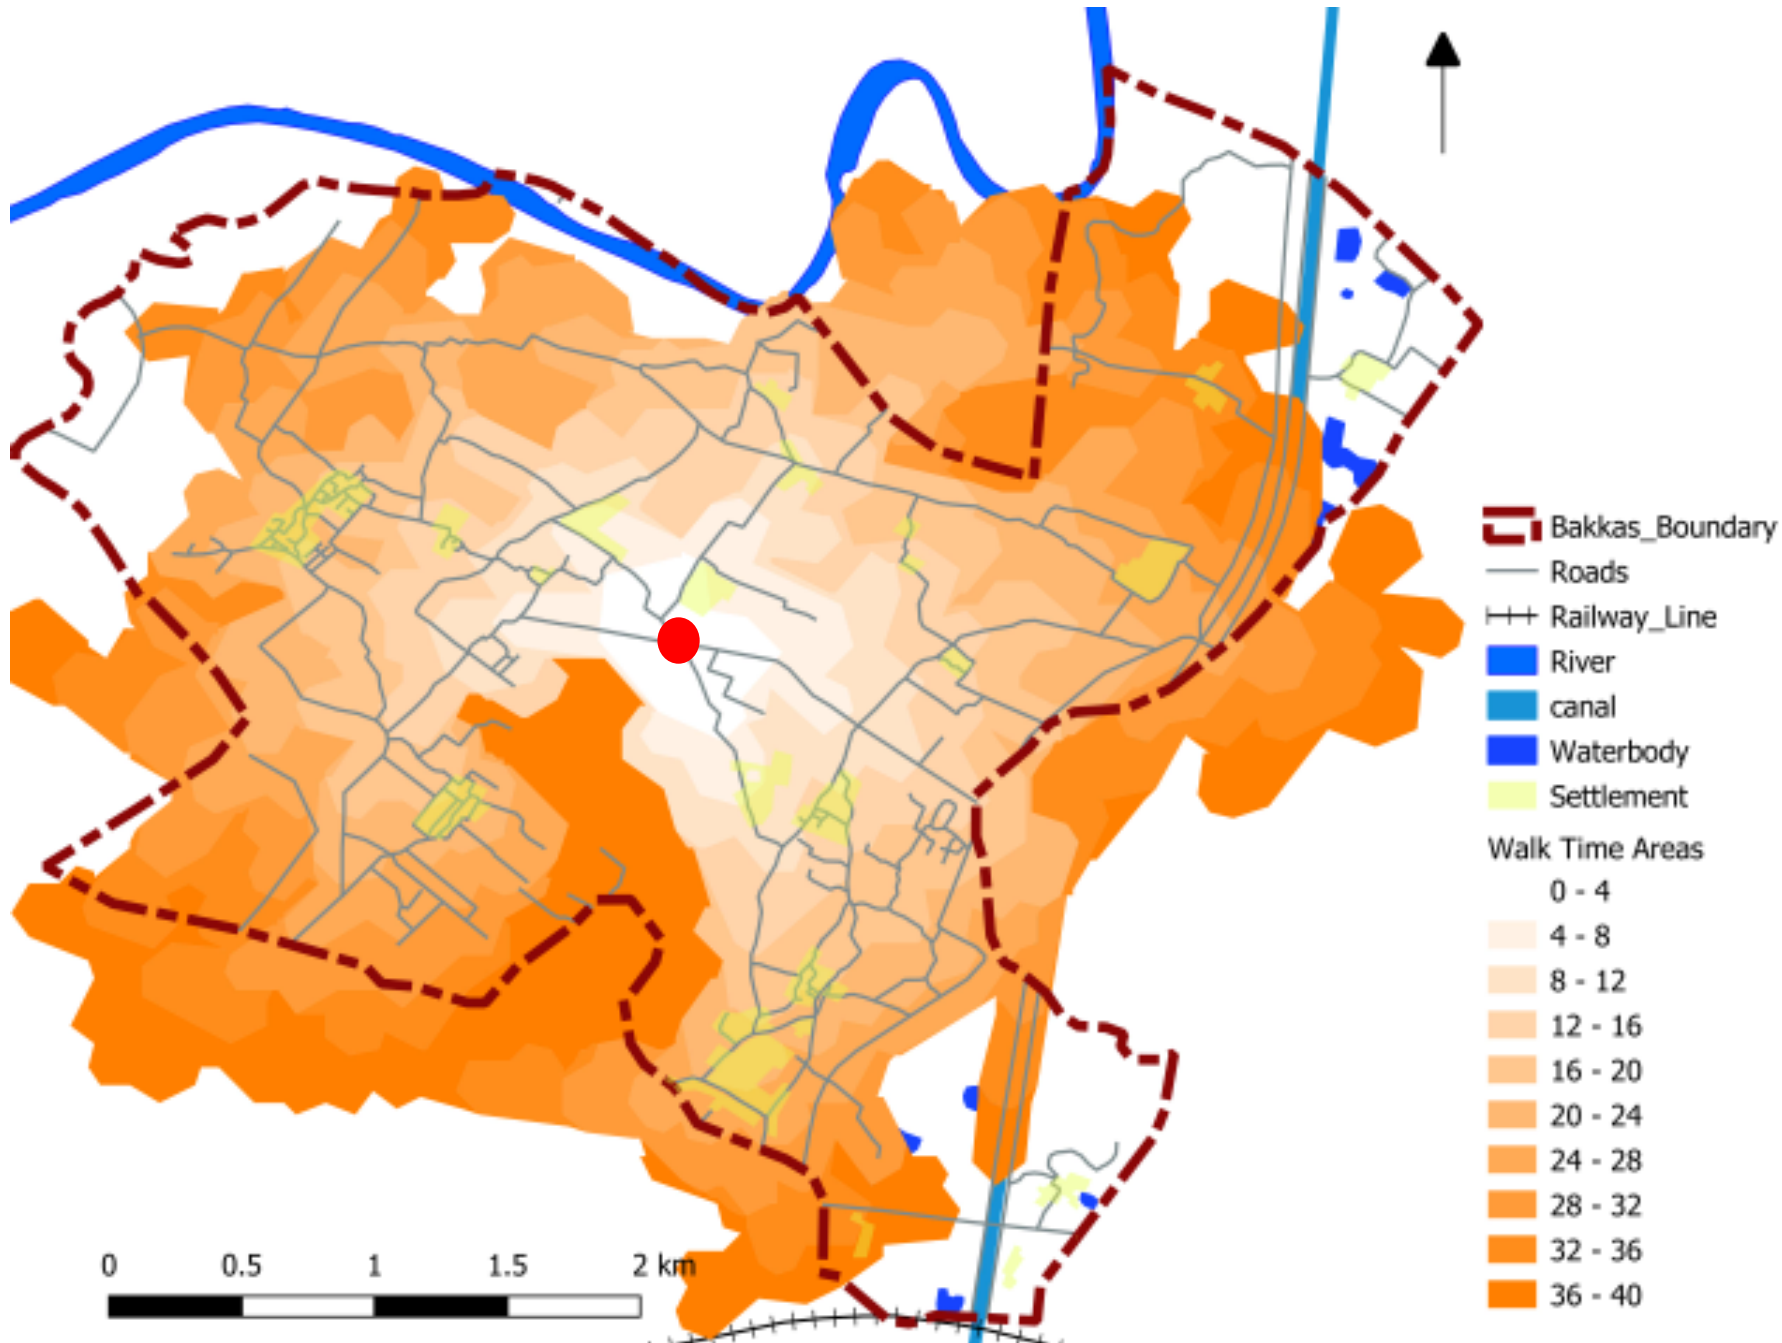 Bakkas_Boundary
Roads
Railway_Line
River
canal
Waterbody
Settlement
Walk Time Areas
0 - 4
4 - 8
8 - 12
12 - 16
16 - 20
20 - 24
24 - 28
28 - 32
32 - 36
36 - 40
0 0.5 1 1.5 2 km